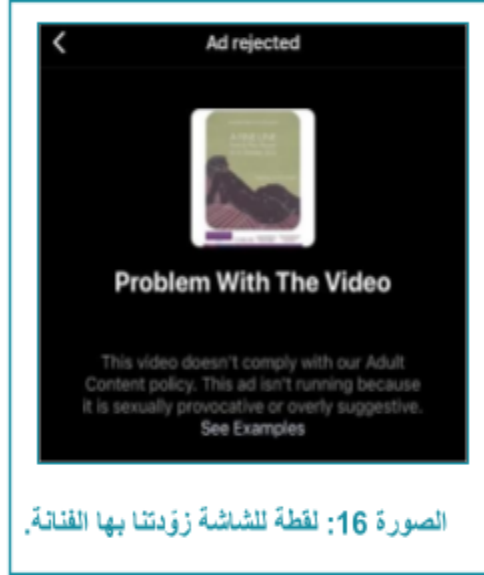 Ad rejected
Problem With The Video
This video doesn't comply with our Adult
Content policy. This ad isn't running because
it is sexually provocative or overly suggestive.
See Examples
الصورة 16: لقطة للشاشة زوّدتنا بها الفنانة.